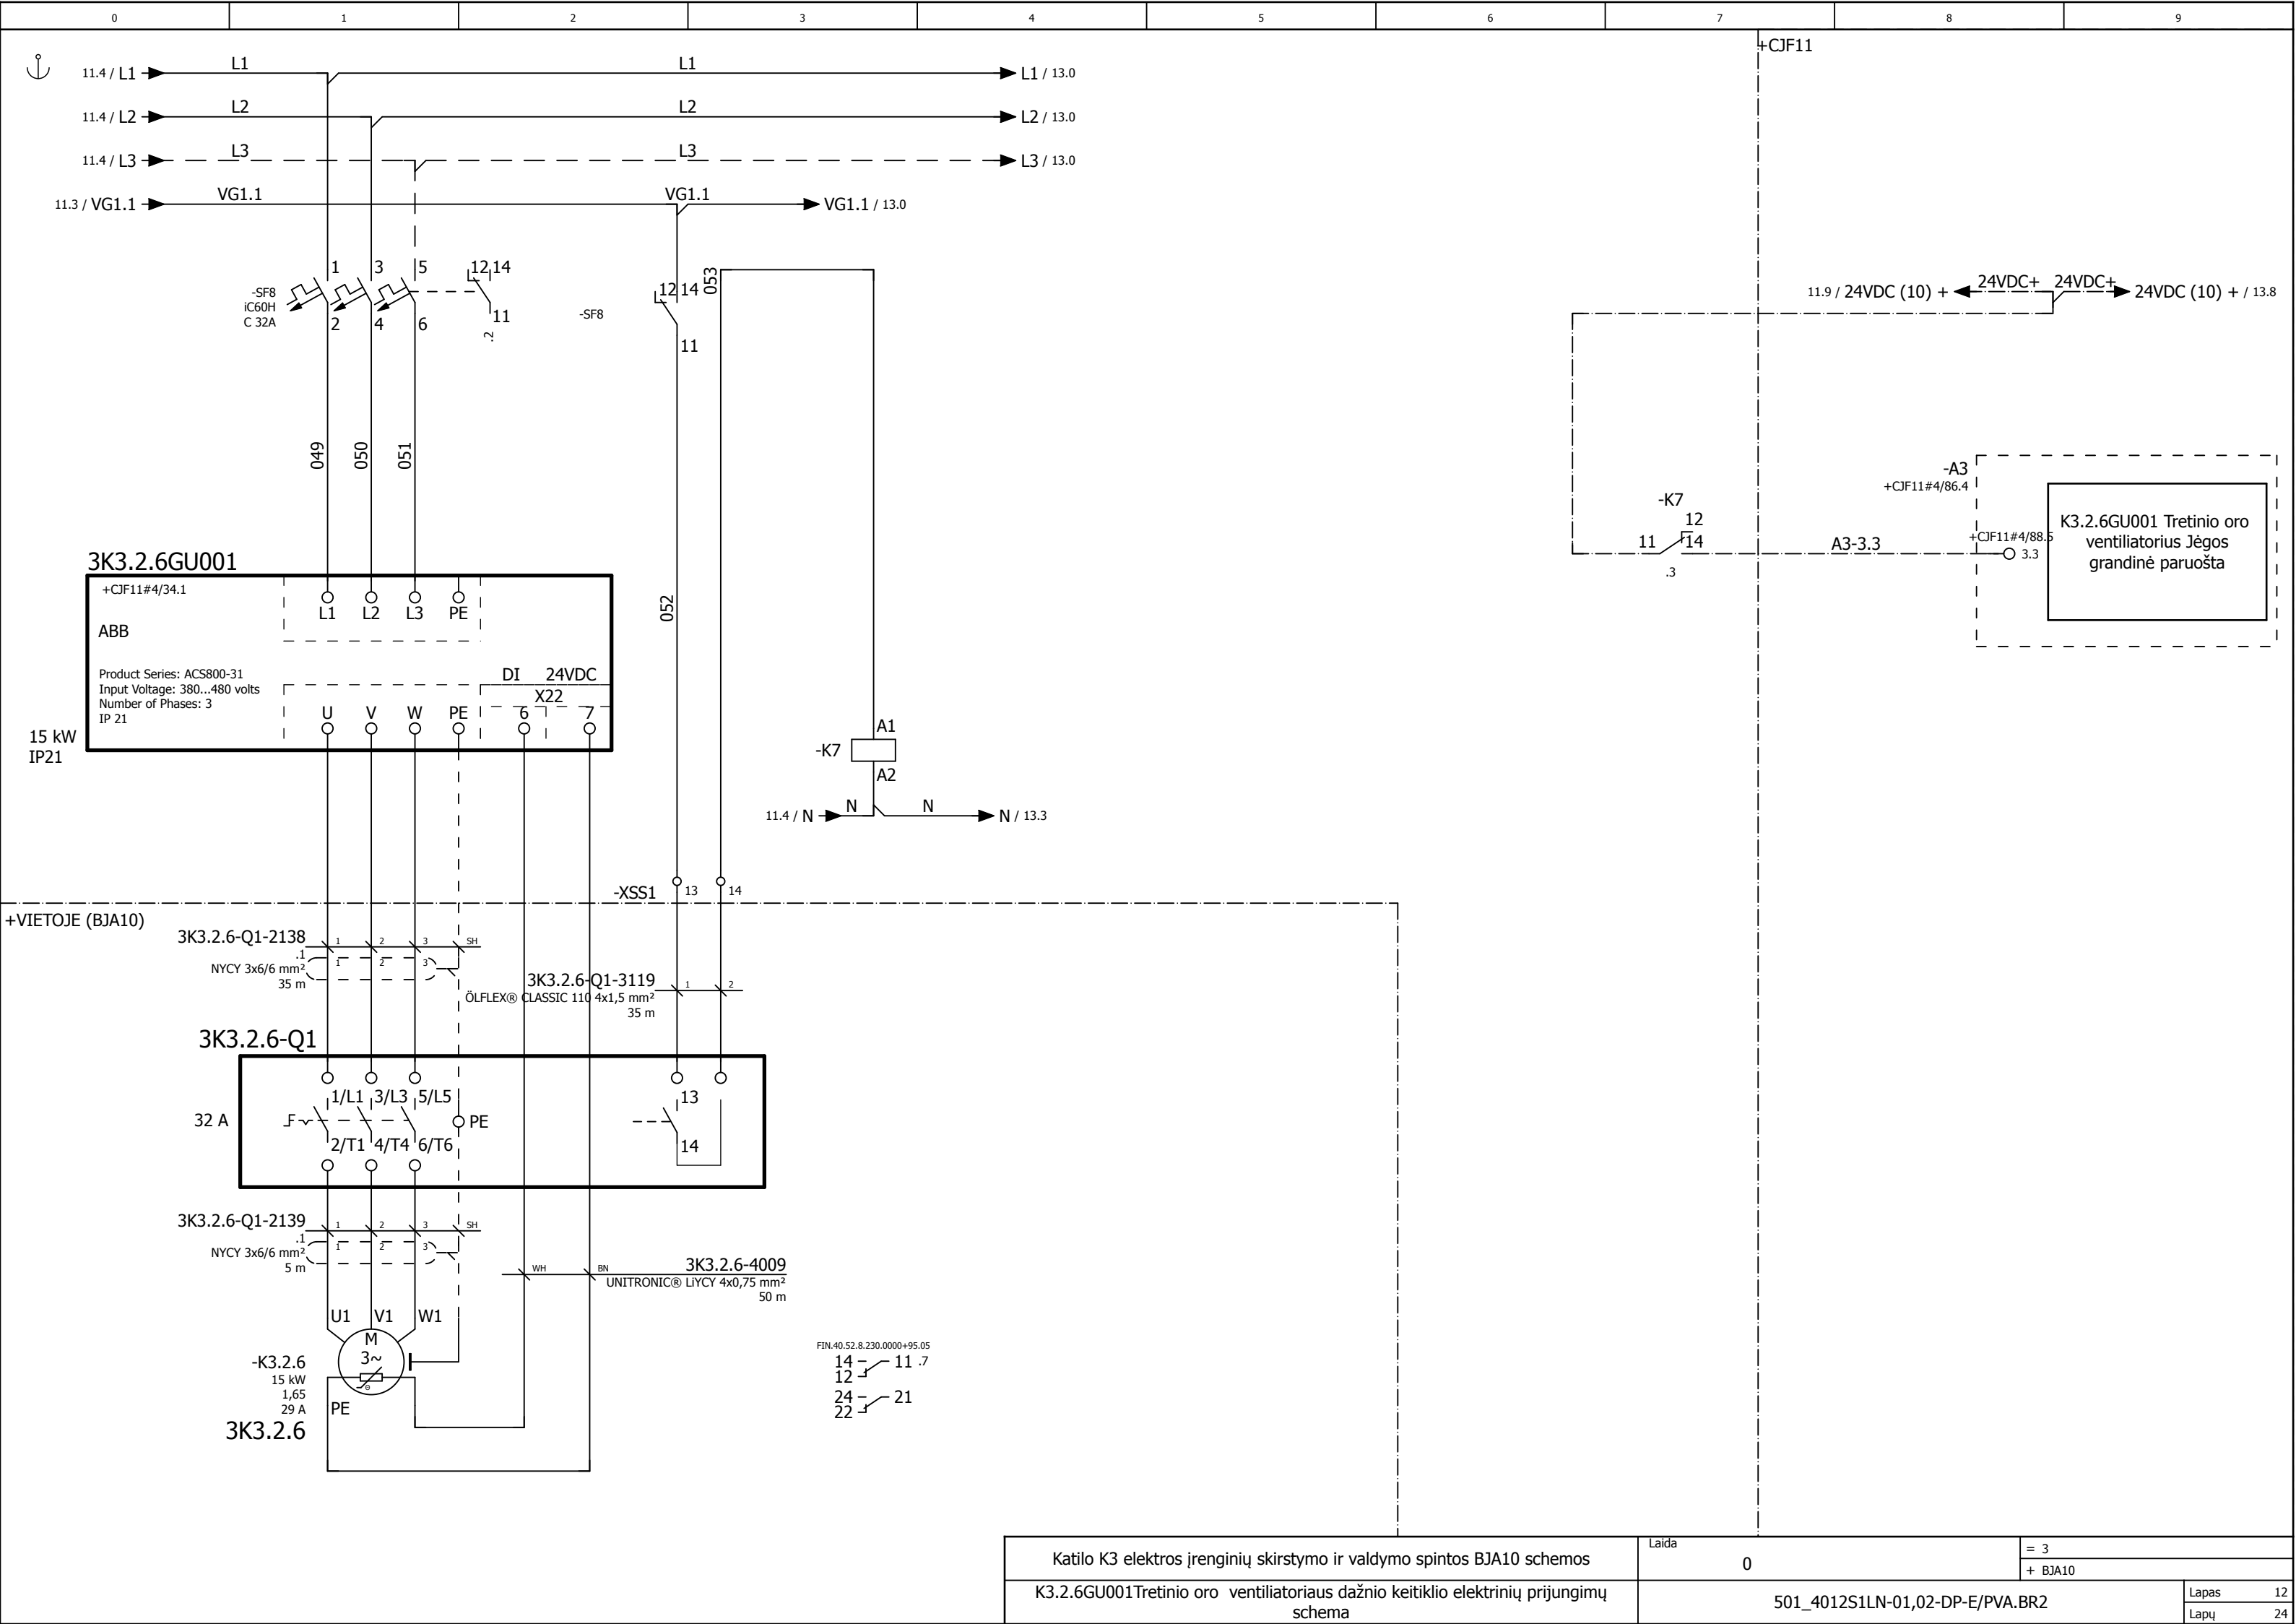 0 1 2 3 4 5 6 7 8 9
+CJF11
11.4 / L1 L1 L1 L1 / 13.0
11.4 / L2 L2 L2 L2 / 13.0
11.4 / L3 L3 L3 L3 / 13.0
11.3 / VG1.1 VG1.1 VG1.1 VG1.1 / 13.0
1 3 5 12 14
-SF8
iC60H
C 32A
2 4 6 11
.2
-SF8
12 14
11
053
11.9 / 24VDC (10) + 24VDC+ 24VDC+ 24VDC (10) + / 13.8
049 050 051
052
-K7
12
11 14
.3
A3-3.3
-A3
+CJF11#4/86.4
+CJF11#4/88.5
3.3
K3.2.6GU001 Tretinio oro
ventiliatorius Jėgos
grandinė paruošta
3K3.2.6GU001
+CJF11#4/34.1
L1 L2 L3 PE
ABB
Product Series: ACS800-31
Input Voltage: 380...480 volts
Number of Phases: 3
IP 21
DI 24VDC
X22
U V W PE 6 7
15 kW
IP21
A1
-K7
A2
11.4 / N N N N / 13.3
-XSS1 13 14
+VIETOJE (BJA10)
3K3.2.6-Q1-2138
.1
NYCY 3x6/6 mm²
35 m
1 2 3 SH
1 2 3
3K3.2.6-Q1-3119
ÖLFLEX® CLASSIC 110 4x1,5 mm²
35 m
1 2
3K3.2.6-Q1
1/L1 3/L3 5/L5
32 A
PE
2/T1 4/T4 6/T6
13
14
3K3.2.6-Q1-2139
.1
NYCY 3x6/6 mm²
5 m
1 2 3 SH
1 2 3
WH BN
3K3.2.6-4009
UNITRONIC® LiYCY 4x0,75 mm²
50 m
U1 V1 W1
M
3~
Θ
-K3.2.6
15 kW
1,65
29 A
PE
3K3.2.6
FIN.40.52.8.230.0000+95.05
14 11 .7
12
24 21
22
Katilo K3 elektros įrenginių skirstymo ir valdymo spintos BJA10 schemos
Laida
0
= 3
+ BJA10
K3.2.6GU001Tretinio oro ventiliatoriaus dažnio keitiklio elektrinių prijungimų
schema
501_4012S1LN-01,02-DP-E/PVA.BR2
Lapas 12
Lapų 24